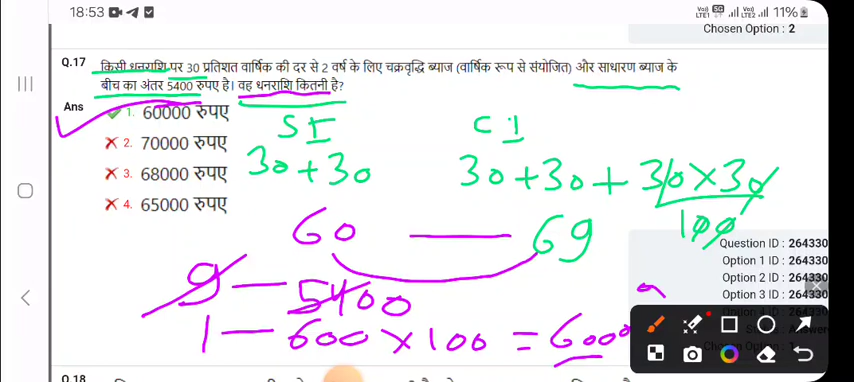 18:53
11%
Chosen Option : 2
Q.17 किसी धनराशि पर 30 प्रतिशत वार्षिक की दर से 2 वर्ष के लिए चक्रवृद्धि ब्याज (वार्षिक रूप से संयोजित) और साधारण ब्याज के
बीच का अंतर 5400 रुपए है। वह धनराशि कितनी है?
Ans 1. 60000 रुपए
2. 70000 रुपए
3. 68000 रुपए
4. 65000 रुपए
SI CI
30+30 30+30+30×30
100
60 — 69
9 — 5400
1 — 600×100 = 60000
Question ID : 264330
Option 1 ID : 264330
Option 2 ID : 264330
Option 3 ID : 264330
Q.18